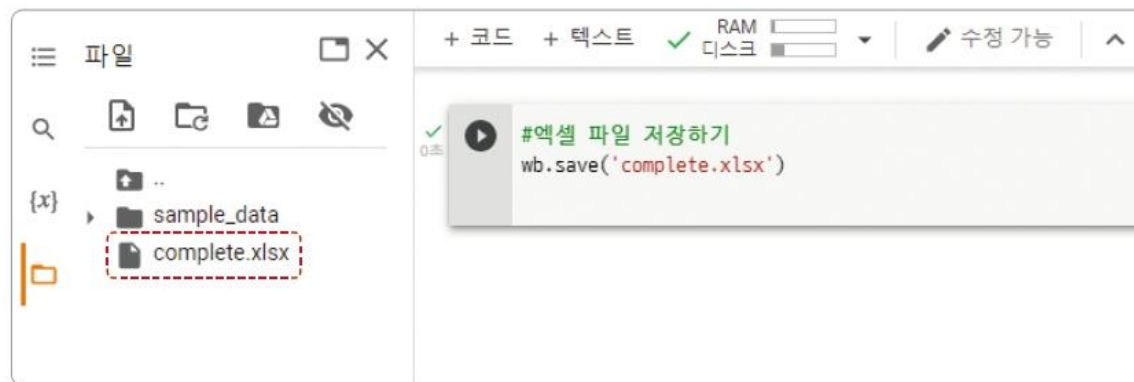 파일
..
sample_data
complete.xlsx
{x}
+ 코드 + 텍스트 RAM 디스크 수정 가능
0초
#엑셀 파일 저장하기
wb.save('complete.xlsx')